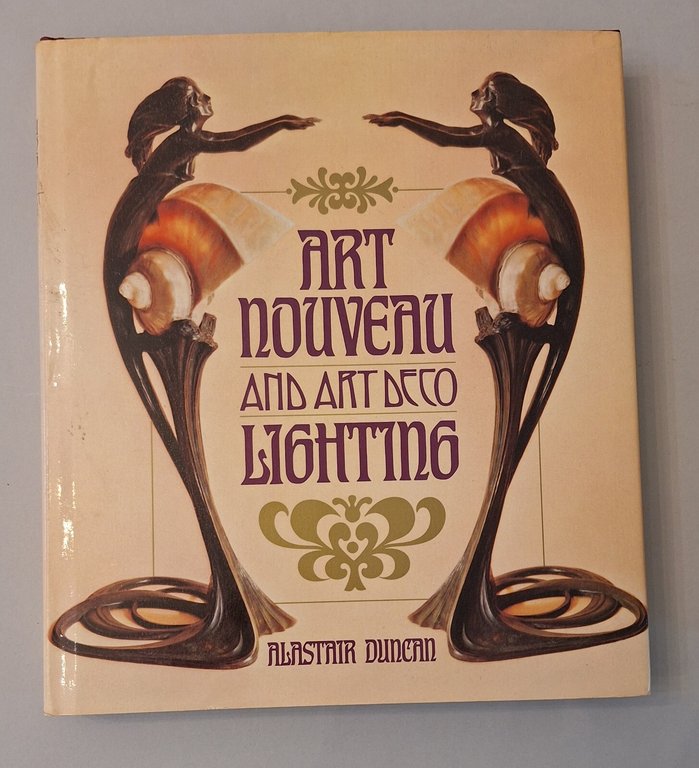 ART
NOUVEAU
AND ART DECO
LIGHTING
ALASTAIR DUNCAN